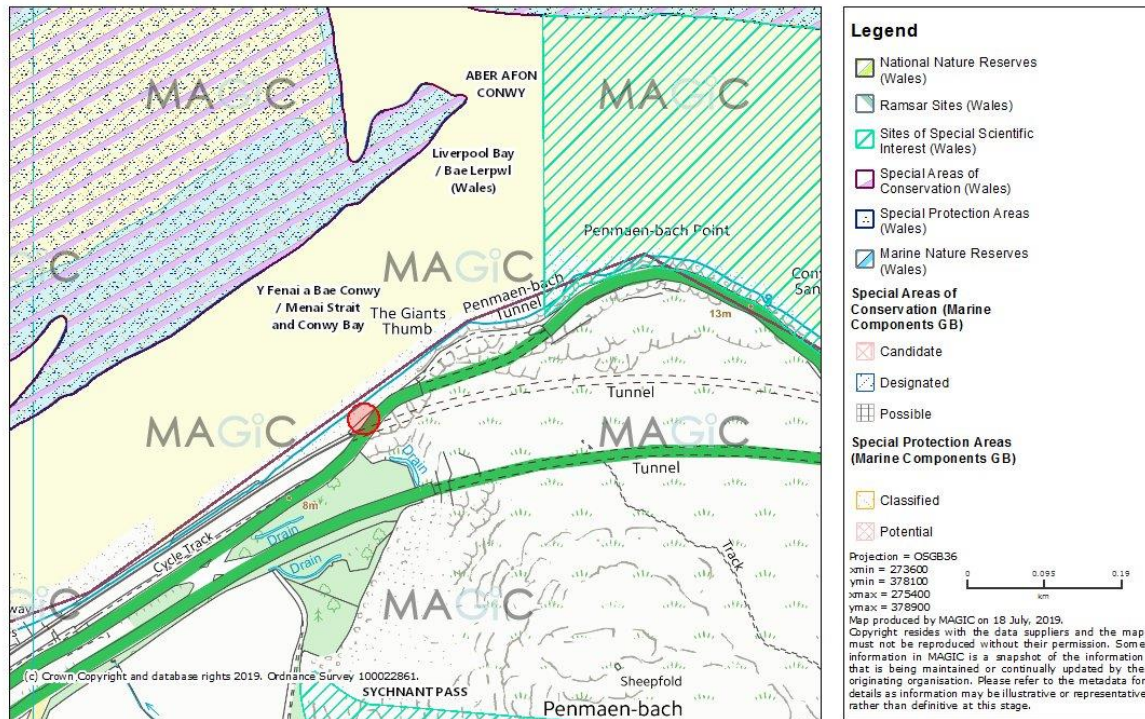 ABER AFON
CONWY
MAGiC
MAGiC
Liverpool Bay
/ Bae Lerpwl
(Wales)
Penmaen-bach Point
C
MAGiC
MAGiC
Y Fenai a Bae Conwy
/ Menai Strait
and Conwy Bay
The Giants
Thumb
Penmaen-bach
Tunnel
13m
MAGiC
MAGiC
Tunnel
Tunnel
Drain
8m
Cycle Track
Drain
Drain
Track
C
MAGiC
MAGiC
(c) Crown Copyright and database rights 2019. Ordnance Survey 100022861.
SYCHNANT PASS
Sheepfold
Penmaen-bach
Legend
National Nature Reserves
(Wales)
Ramsar Sites (Wales)
Sites of Special Scientific
Interest (Wales)
Special Areas of
Conservation (Wales)
Special Protection Areas
(Wales)
Marine Nature Reserves
(Wales)
Special Areas of
Conservation (Marine
Components GB)
Candidate
Designated
Possible
Special Protection Areas
(Marine Components GB)
Classified
Potential
Projection = OSGB36
xmin = 273600
ymin = 378100
xmax = 275400
ymax = 378900
0 0.095 0.19
km
Map produced by MAGIC on 18 July, 2019.
Copyright resides with the data suppliers and the map
must not be reproduced without their permission. Some
information in MAGIC is a snapshot of the information
that is being maintained or continually updated by the
originating organisation. Please refer to the metadata for
details as information may be illustrative or representative
rather than definitive at this stage.